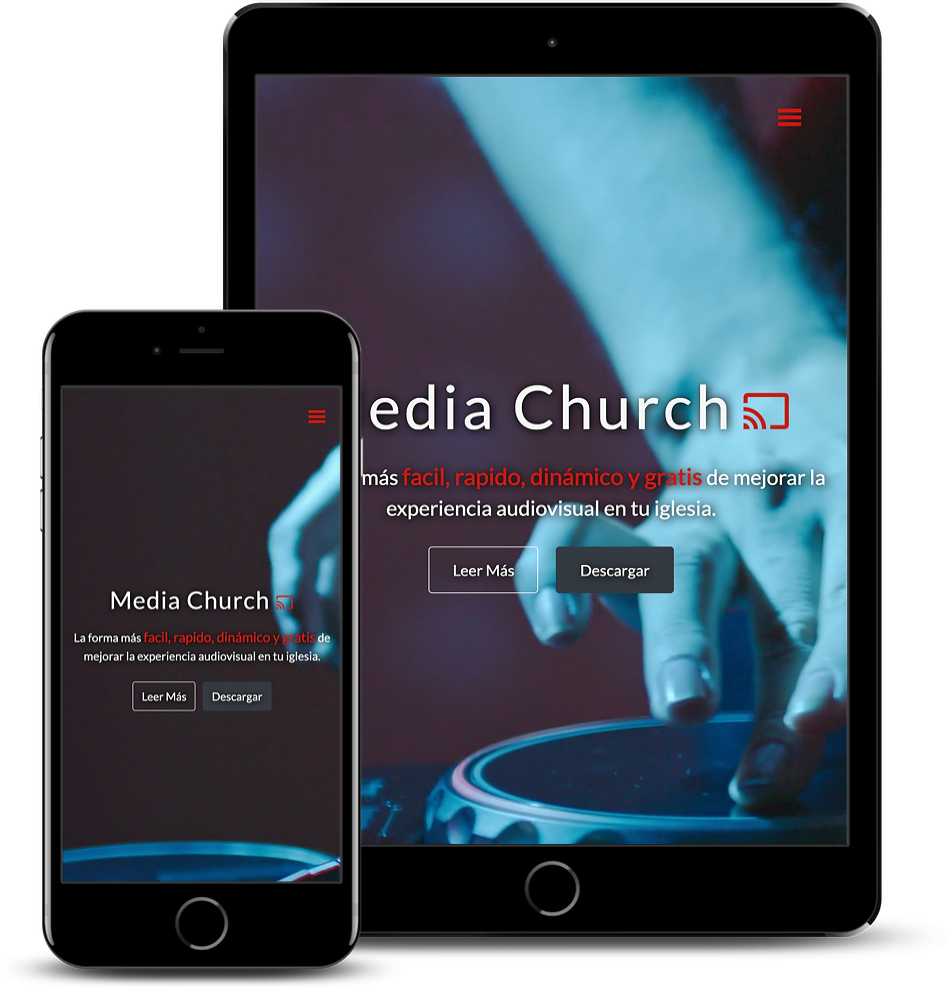 edia Church
más facil, rapido, dinámico y gratis de mejorar la
experiencia audiovisual en tu iglesia.
Leer Más
Descargar
Media Church
La forma más facil, rapido, dinámico y gratis de
mejorar la experiencia audiovisual en tu iglesia.
Leer Más
Descargar